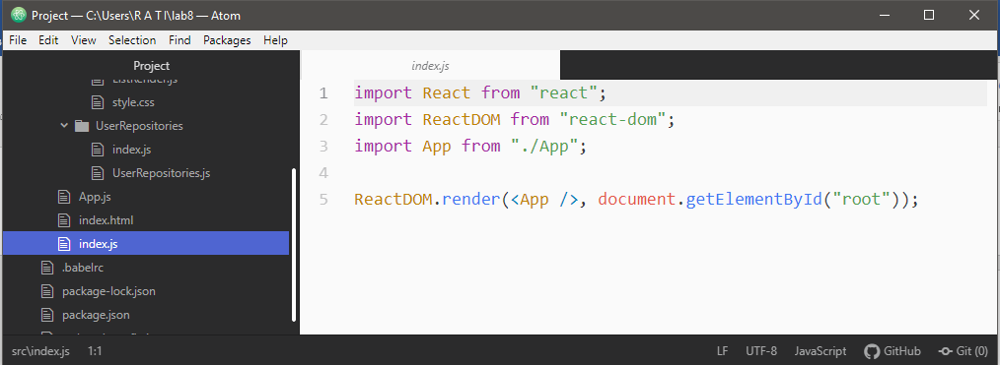 Project — C:\Users\R A T I\lab8 — Atom
File Edit View Selection Find Packages Help
Project
index.js
ListRender.js
style.css
UserRepositories
index.js
UserRepositories.js
App.js
index.html
index.js
.babelrc
package-lock.json
package.json
1 import React from "react";
2 import ReactDOM from "react-dom";
3 import App from "./App";
4
5 ReactDOM.render(<App />, document.getElementById("root"));
src\index.js 1:1 LF UTF-8 JavaScript GitHub Git (0)